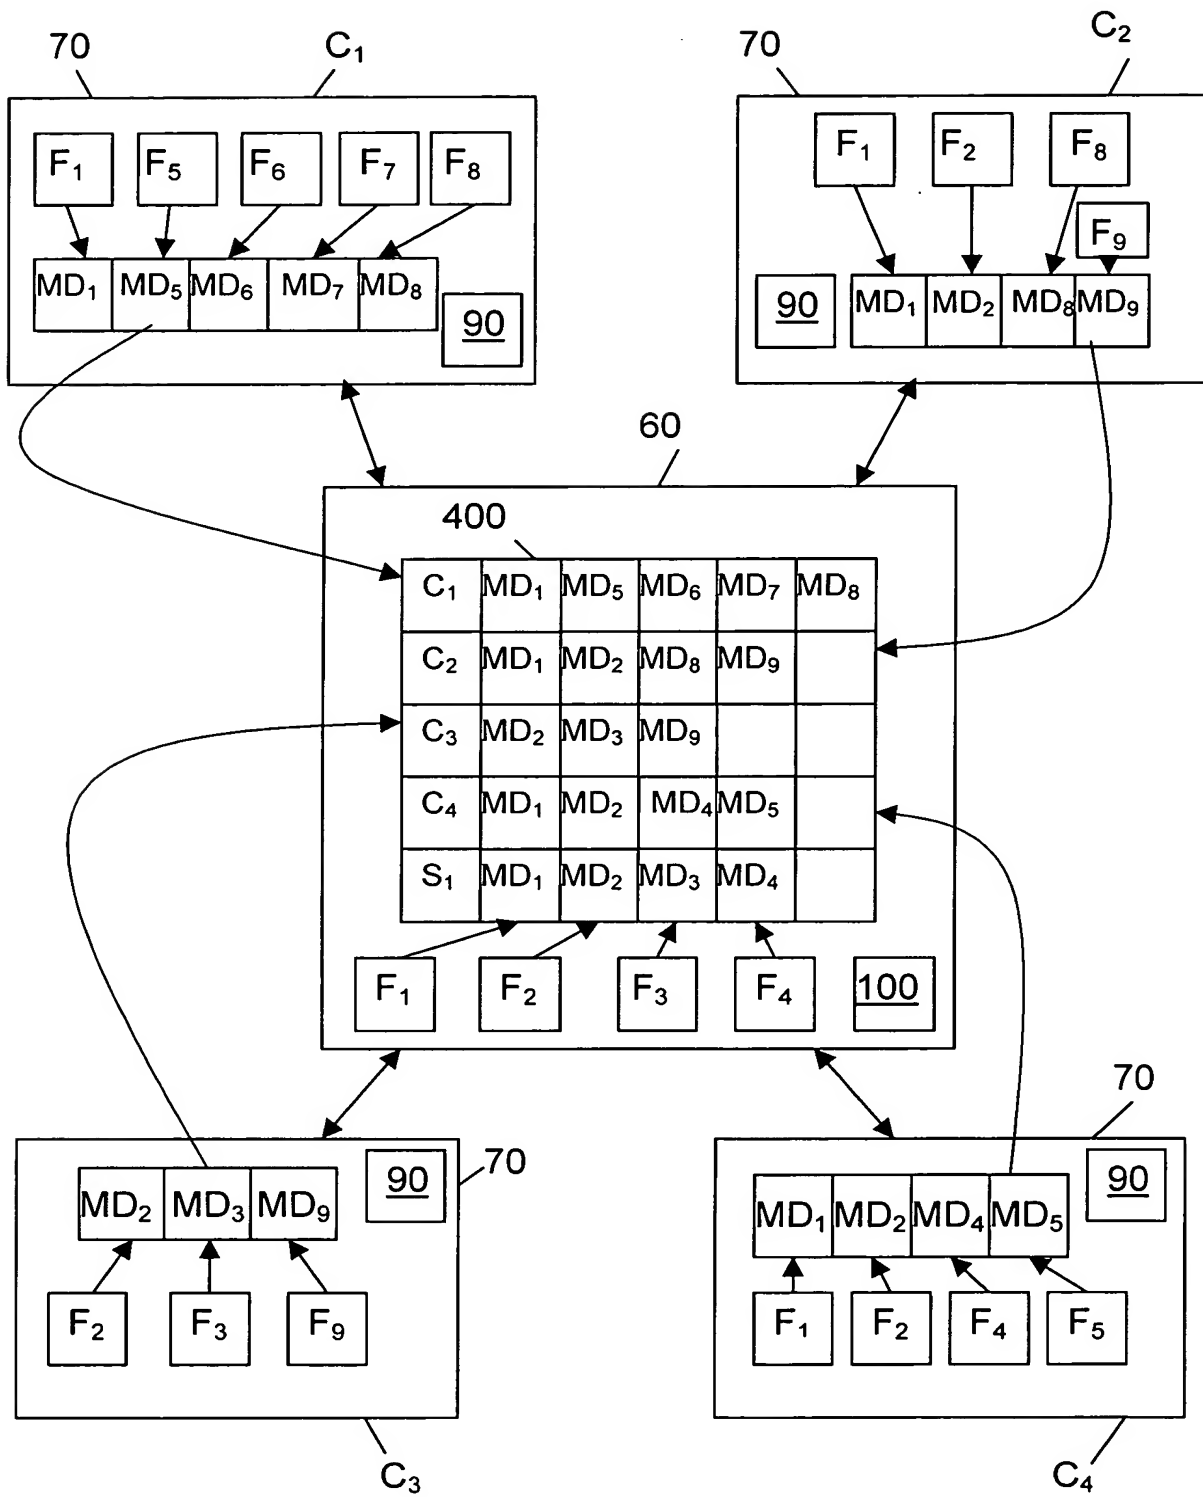 70 C₁
F₁ F₅ F₆ F₇ F₈
MD₁ MD₅ MD₆ MD₇ MD₈
90
70 C₂
F₁ F₂ F₈
F₉
90 MD₁ MD₂ MD₈ MD₉
60
400
C₁ MD₁ MD₅ MD₆ MD₇ MD₈
C₂ MD₁ MD₂ MD₈ MD₉
C₃ MD₂ MD₃ MD₉
C₄ MD₁ MD₂ MD₄ MD₅
S₁ MD₁ MD₂ MD₃ MD₄
F₁ F₂ F₃ F₄ 100
90 70
MD₂ MD₃ MD₉
F₂ F₃ F₉
C₃
70
90
MD₁ MD₂ MD₄ MD₅
F₁ F₂ F₄ F₅
C₄